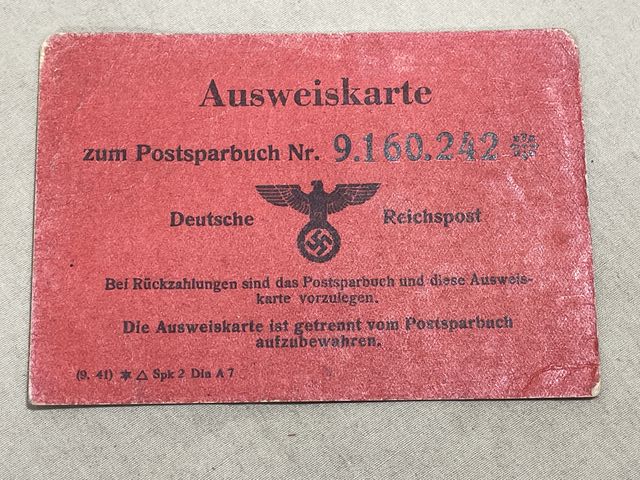 Ausweiskarte
zum Postsparbuch Nr. 9.160.242
Deutsche Reichspost
Bei Rückzahlungen sind das Postsparbuch und diese Ausweis-
karte vorzulegen.
Die Ausweiskarte ist getrennt vom Postsparbuch
aufzubewahren.
(9. 41) ✶ △ Spk 2 Din A 7